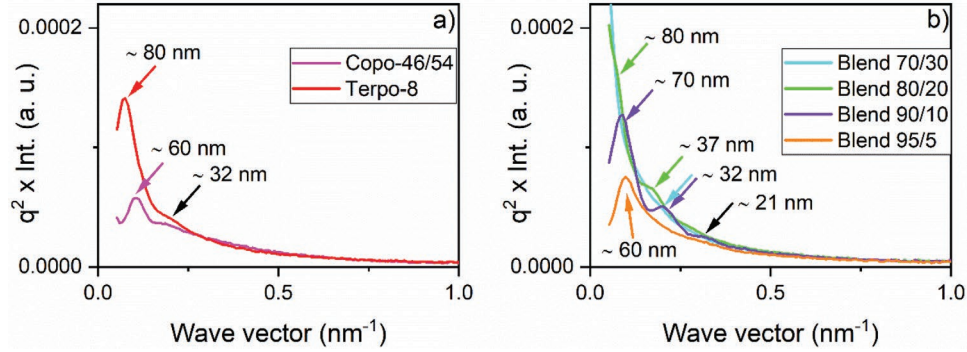 a)
0.0002
~ 80 nm
Copo-46/54
Terpo-8
~ 60 nm
~ 32 nm
q² x Int. (a. u.)
0.0000
0.0
0.5
1.0
Wave vector (nm⁻¹)
b)
0.0002
~ 80 nm
Blend 70/30
Blend 80/20
Blend 90/10
Blend 95/5
~ 70 nm
~ 37 nm
~ 32 nm
~ 21 nm
~ 60 nm
q² x Int. (a. u.)
0.0000
0.0
0.5
1.0
Wave vector (nm⁻¹)